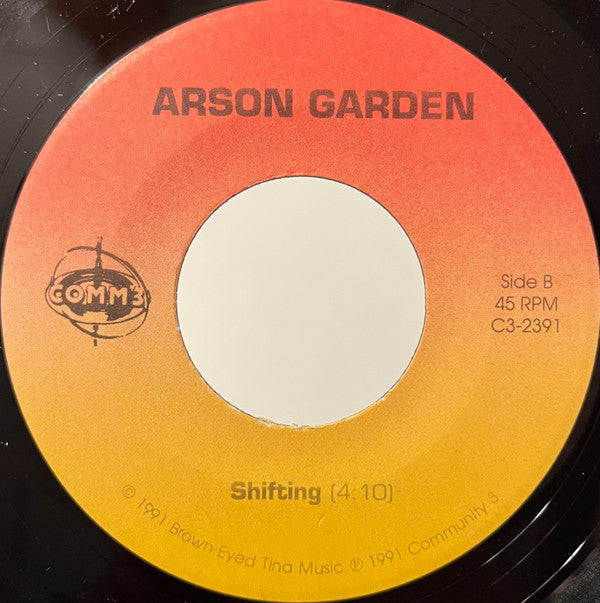 ARSON GARDEN
COMM3
Side B
45 RPM
C3-2391
Shifting (4:10)
© 1991 Brown-Eyed Tina Music ℗ 1991 Community 3